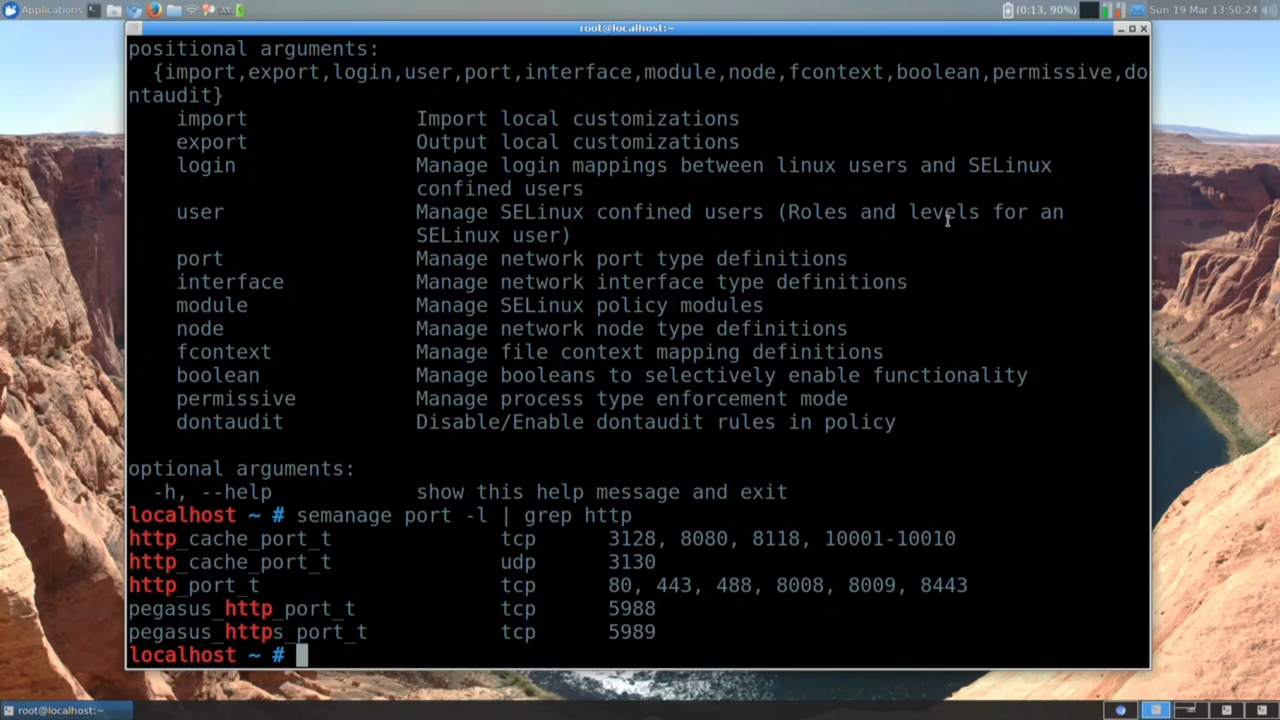 Applications
(0:13, 90%)
Sun 19 Mar 13:50:24
root@localhost:~
positional arguments:
{import,export,login,user,port,interface,module,node,fcontext,boolean,permissive,do
ntaudit}
import Import local customizations
export Output local customizations
login Manage login mappings between linux users and SELinux
confined users
user Manage SELinux confined users (Roles and levels for an
SELinux user)
port Manage network port type definitions
interface Manage network interface type definitions
module Manage SELinux policy modules
node Manage network node type definitions
fcontext Manage file context mapping definitions
boolean Manage booleans to selectively enable functionality
permissive Manage process type enforcement mode
dontaudit Disable/Enable dontaudit rules in policy
optional arguments:
-h, --help show this help message and exit
localhost ~ # semanage port -l | grep http
http_cache_port_t tcp 3128, 8080, 8118, 10001-10010
http_cache_port_t udp 3130
http_port_t tcp 80, 443, 488, 8008, 8009, 8443
pegasus_http_port_t tcp 5988
pegasus_https_port_t tcp 5989
localhost ~ #
root@localhost:~